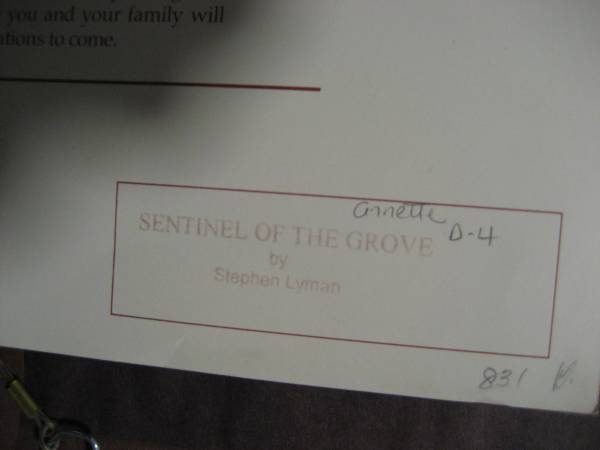 you and your family will
ations to come.
annette
SENTINEL OF THE GROVE
D-4
by
Stephen Lyman
831